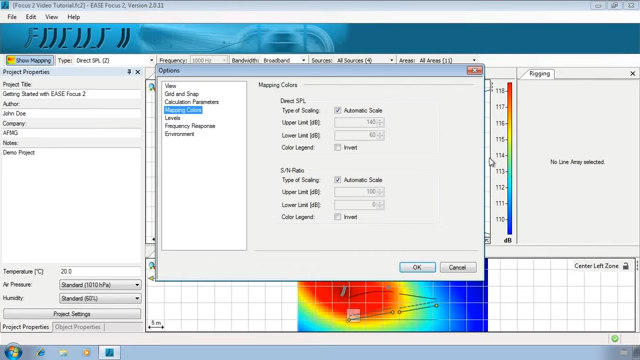 [Focus 2 Video Tutorial.fc2] - EASE Focus 2, Version 2.0.11
File Edit View Help
FOCUS II
Show Mapping Type: Direct SPL (Z) Frequency: 1000 Hz Bandwidth: Broadband Sources: All Sources (4) Areas: All Areas (11)
Project Properties
Project Name:
Getting Started with EASE Focus 2
Author:
John Doe
Company:
AFMG
Notes:
Demo Project
Temperature (°C): 20.0
Air Pressure: Standard (1010 hPa)
Humidity: Standard (60%)
Project Settings
Project Properties Object Properties
Options
View
Grid and Snap
Calculation Parameters
Mapping Colors
Levels
Frequency Response
Environment
Mapping Colors
Direct SPL
Type of Scaling: Automatic Scale
Upper Limit [dB] 140
Lower Limit [dB] 60
Color Legend: Invert
S/N-Ratio
Type of Scaling: Automatic Scale
Upper Limit [dB] 100
Lower Limit [dB] 0
Color Legend: Invert
OK Cancel
118
117
116
115
114
113
112
111
110
dB
Rigging
No Line Array selected.
Center Left Zone
5 m